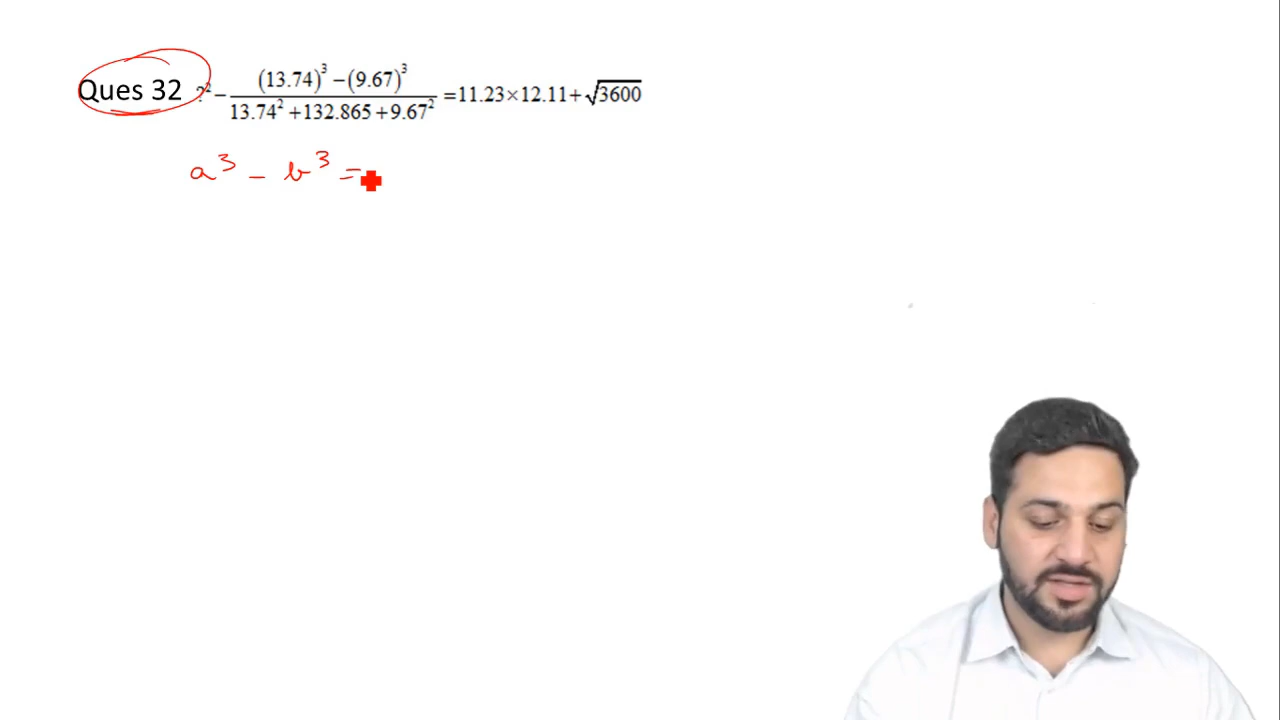 Ques 32 ?² − ((13.74)³ − (9.67)³)/(13.74² + 132.865 + 9.67²) = 11.23 × 12.11 + √3600
a³ − b³ =